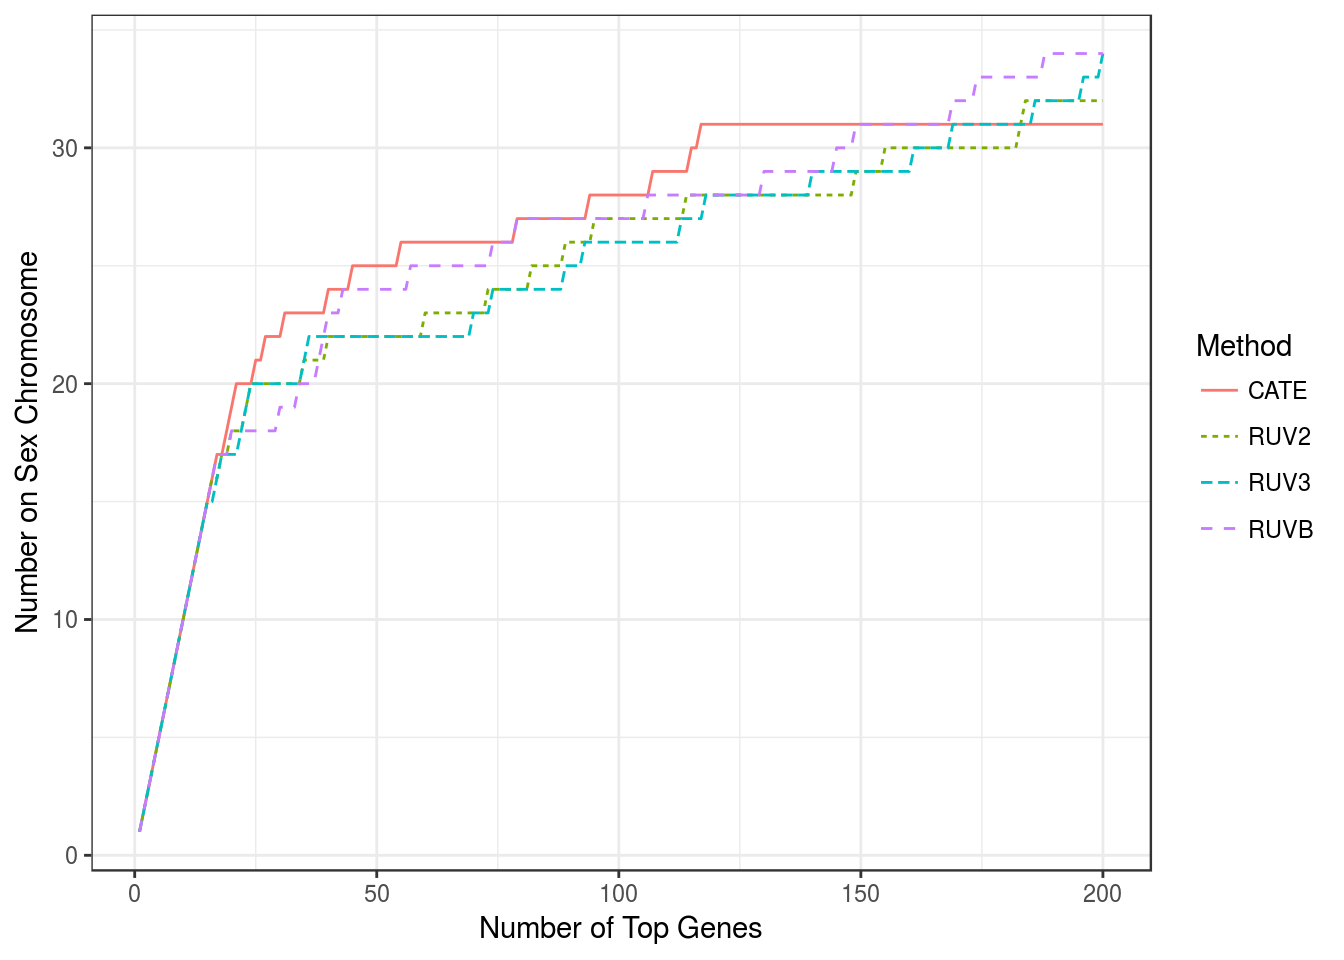 Number on Sex Chromosome
30
20
10
0
0 50 100 150 200
Number of Top Genes
Method
CATE
RUV2
RUV3
RUVB